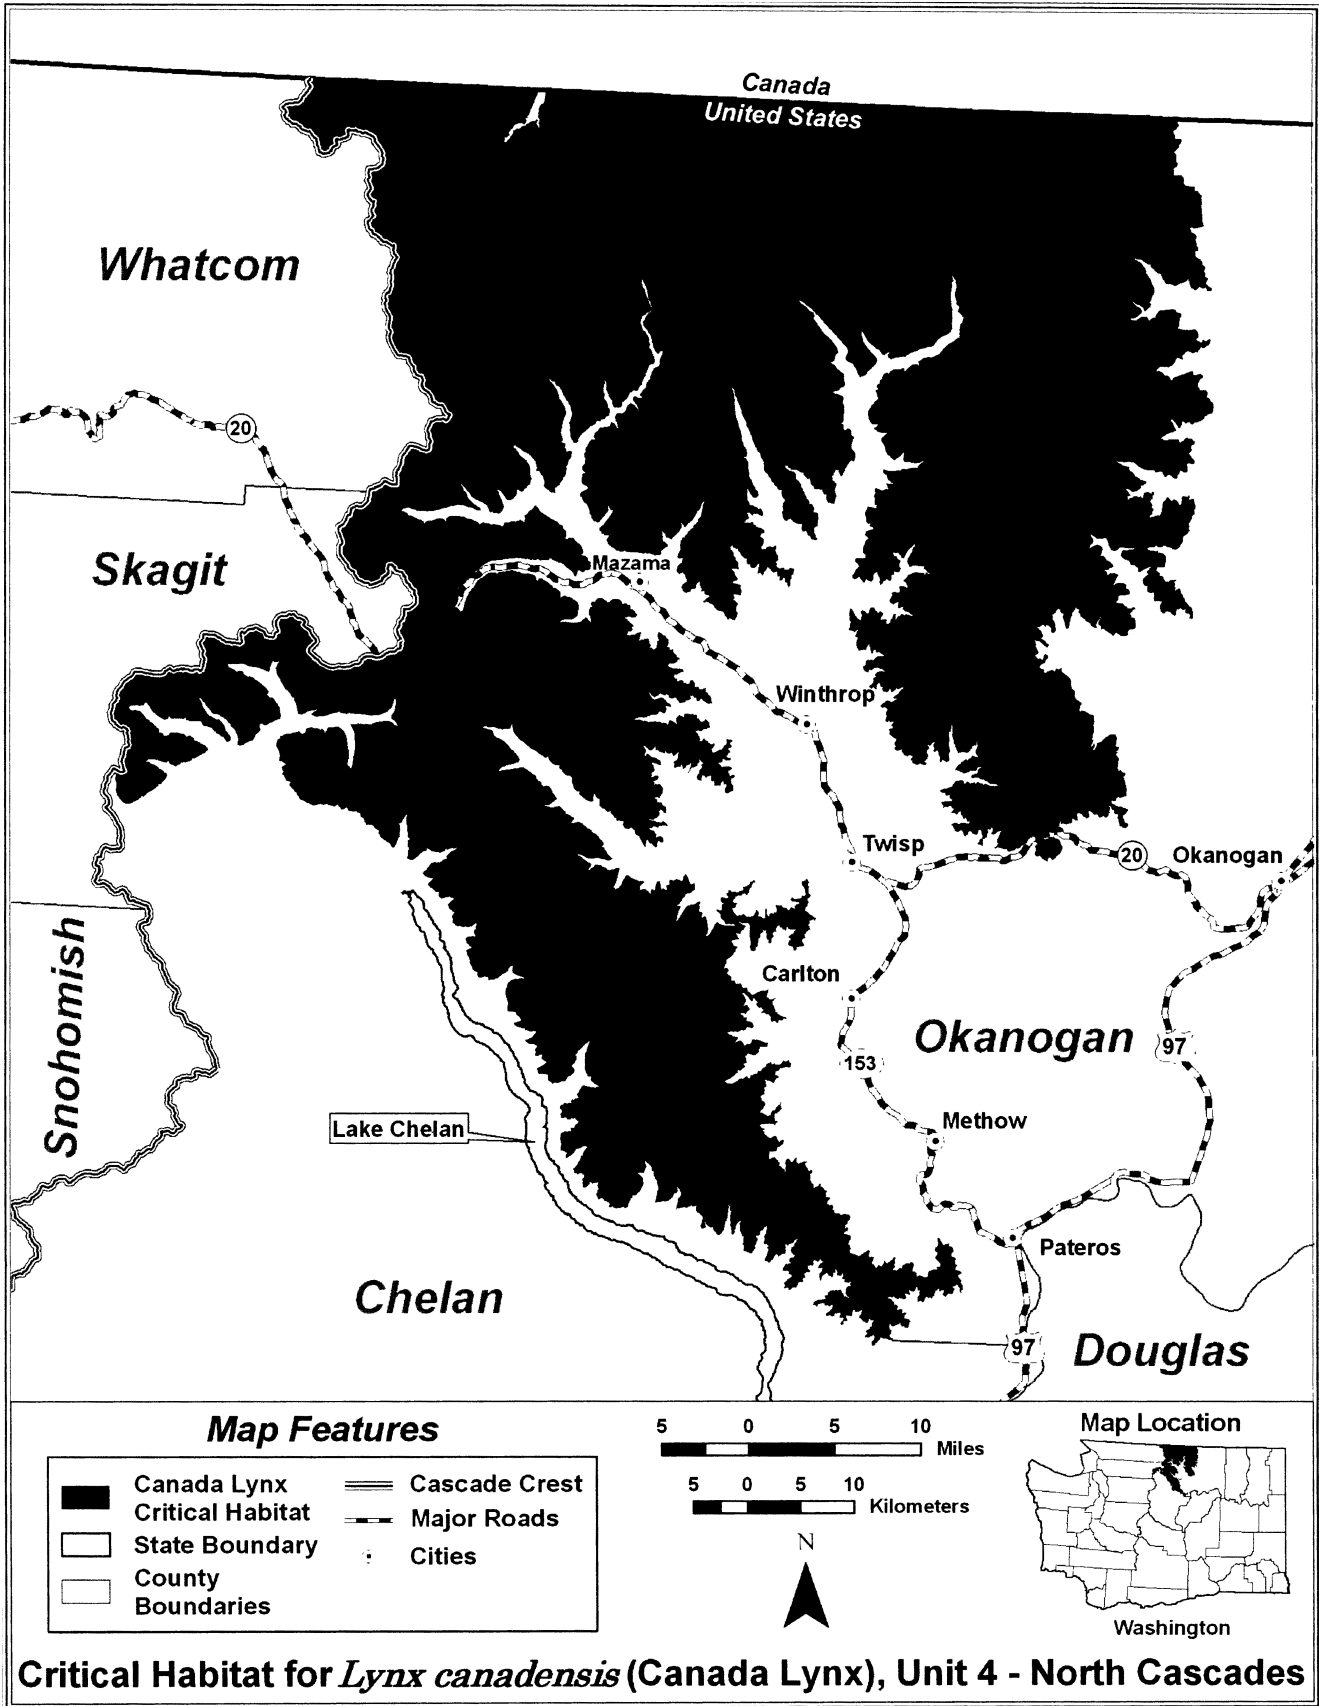 Canada
United States
Whatcom
20
Skagit
Mazama
Winthrop
Twisp
20
Okanogan
Snohomish
Carlton
Okanogan
97
153
Lake Chelan
Methow
Pateros
Chelan
97
Douglas
Map Features
Canada Lynx
Critical Habitat
State Boundary
County
Boundaries
Cascade Crest
Major Roads
Cities
5 0 5 10
Miles
5 0 5 10
Kilometers
N
Map Location
Washington
Critical Habitat for Lynx canadensis (Canada Lynx), Unit 4 - North Cascades